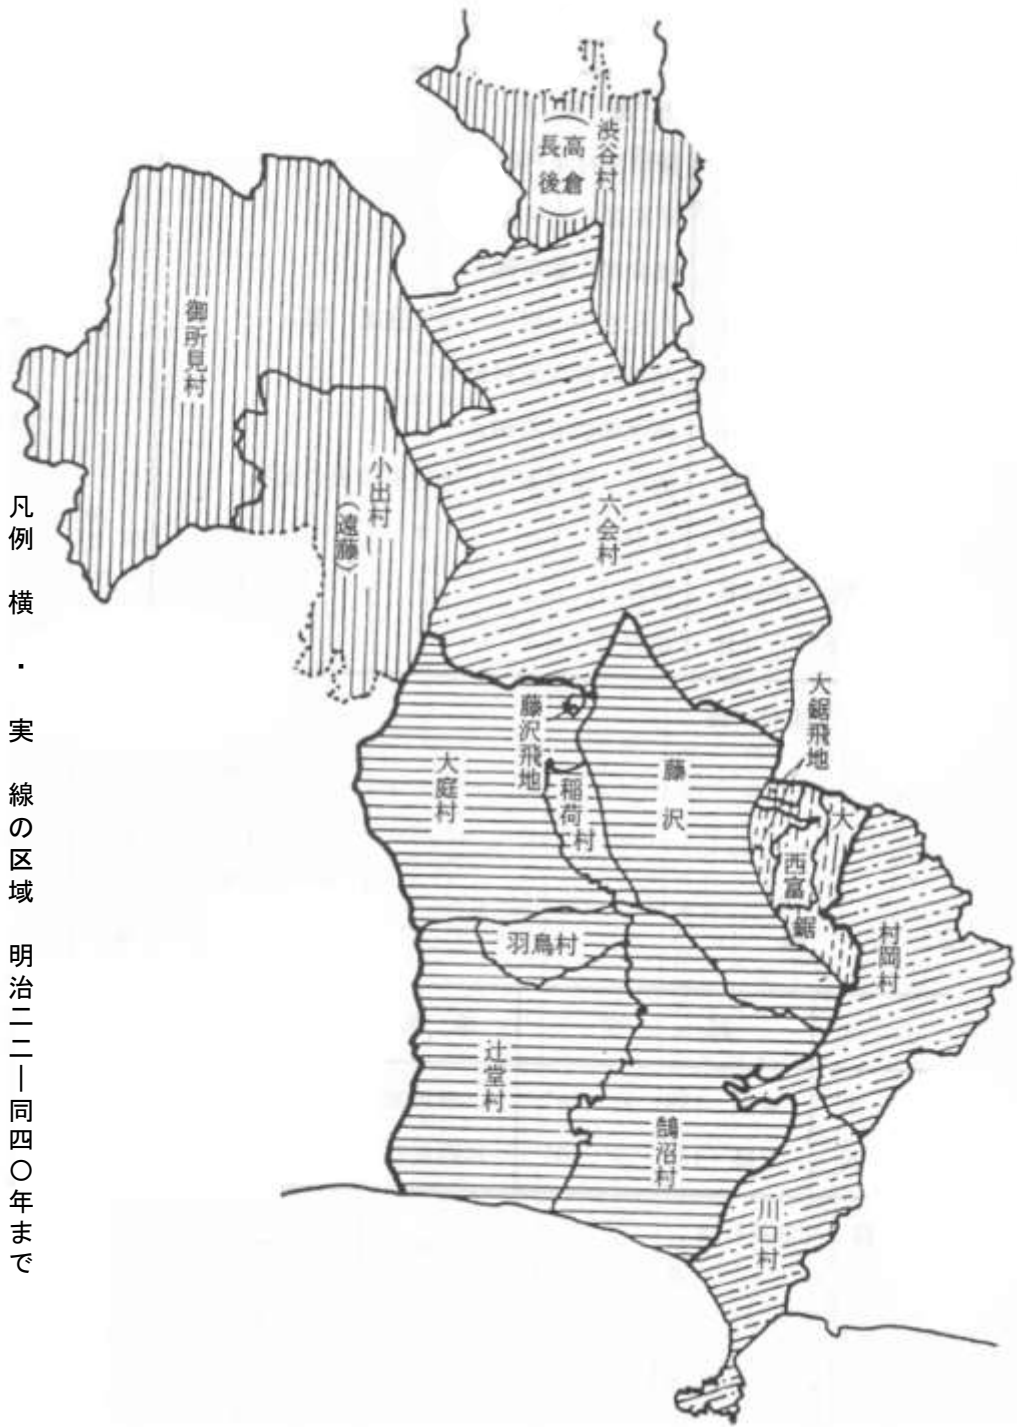 渋谷村
（高倉
長後）
御所見村
小出村
（遠藤）
六会村
大鋸飛地
藤沢飛地
大庭村
稲荷村
藤沢
大鋸
西富
村岡村
羽鳥村
辻堂村
鵠沼村
川口村
凡例 横・実線の区域 明治二二―同四〇年まで